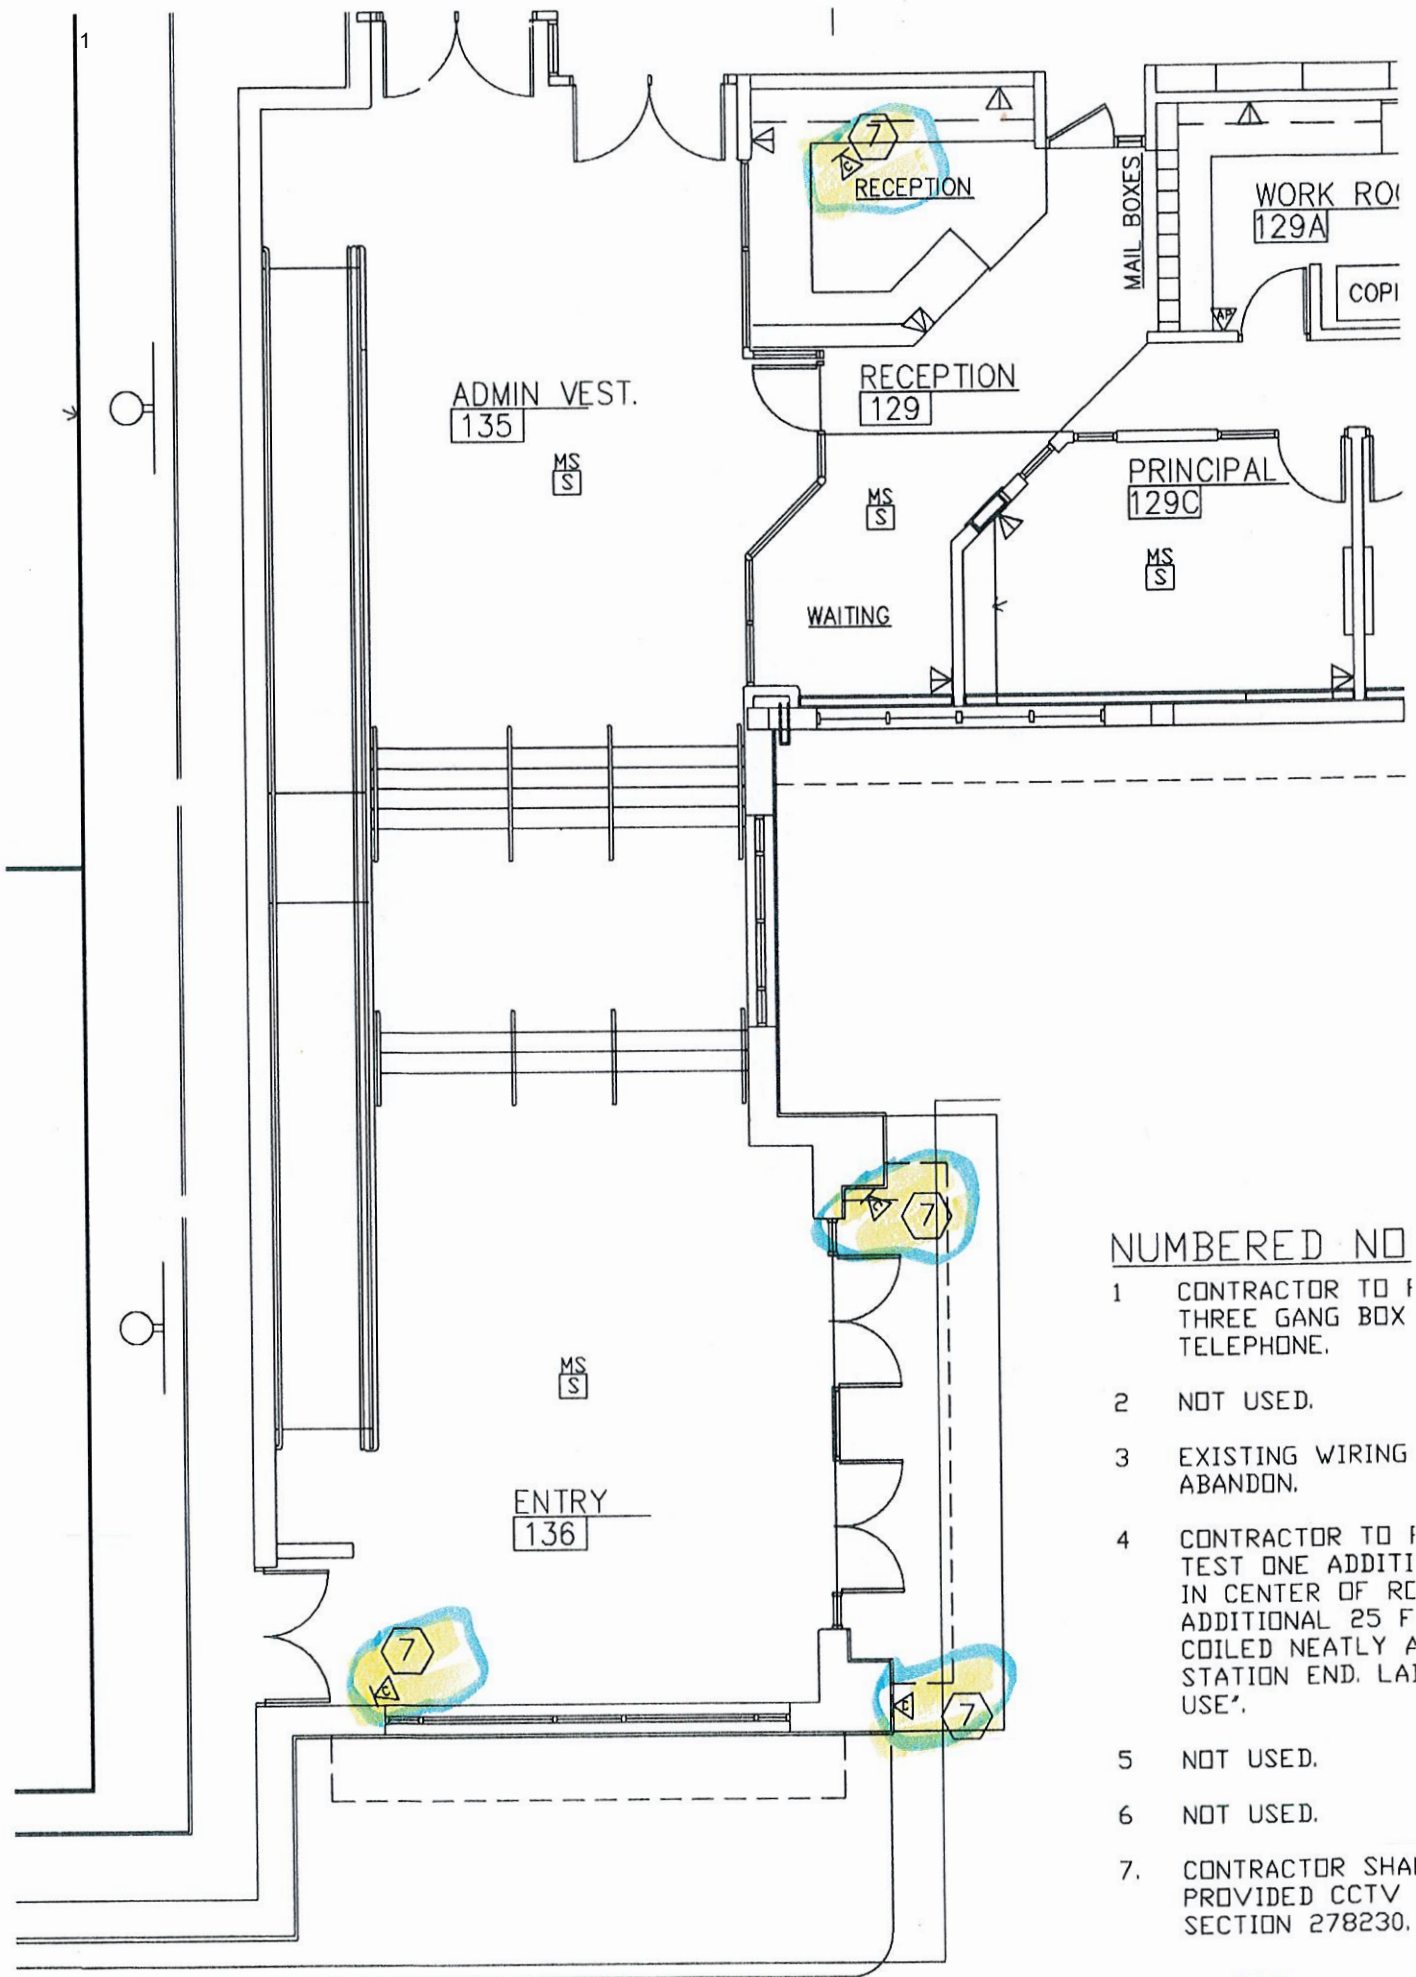 1
7
C
RECEPTION
MAIL BOXES
WORK RO
129A
COPI
AP
ADMIN VEST.
135
RECEPTION
129
MS
S
MS
S
PRINCIPAL
129C
MS
S
WAITING
C
7
MS
S
ENTRY
136
7
C
C
7
NUMBERED NO
1 CONTRACTOR TO
THREE GANG BOX
TELEPHONE.
2 NOT USED.
3 EXISTING WIRING
ABANDON.
4 CONTRACTOR TO
TEST ONE ADDITI
IN CENTER OF RO
ADDITIONAL 25 F
COILED NEATLY A
STATION END. LA
USE".
5 NOT USED.
6 NOT USED.
7. CONTRACTOR SHA
PROVIDED CCTV
SECTION 278230.